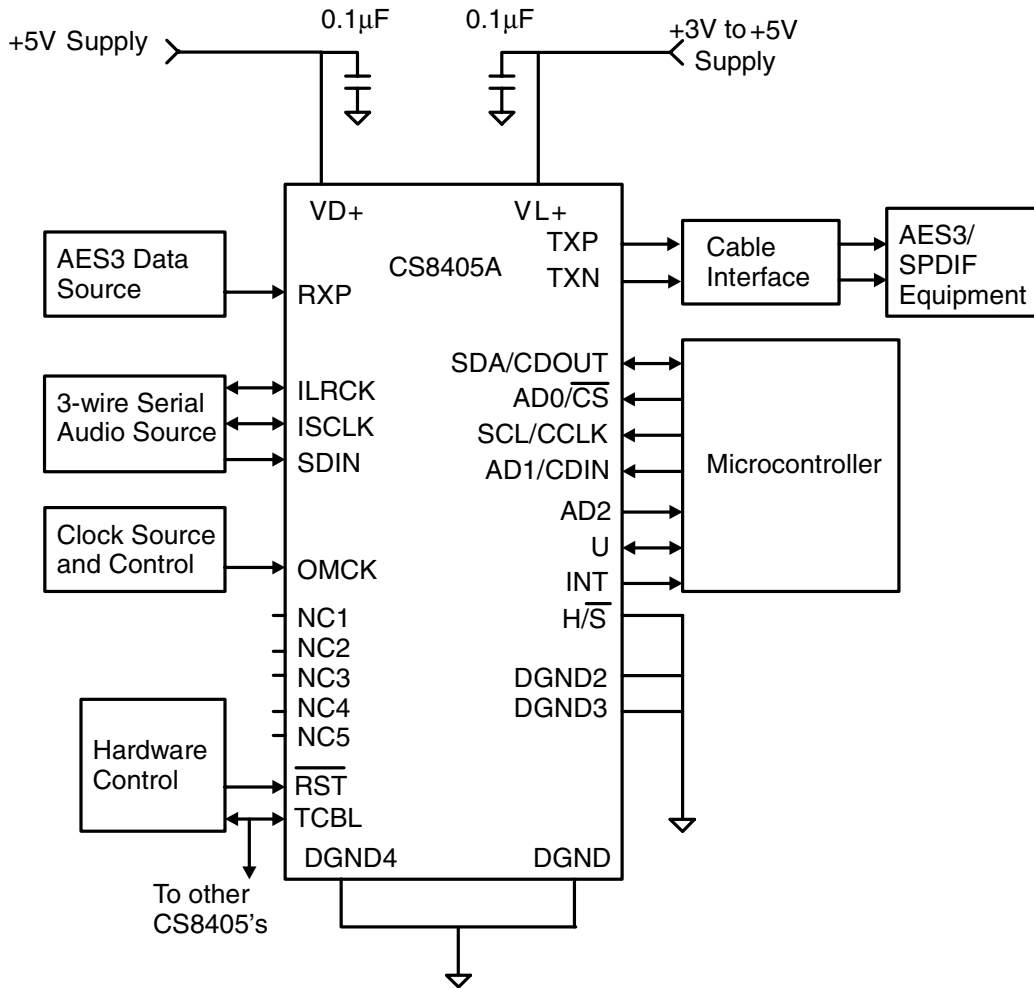 0.1µF
0.1µF
+5V Supply
+3V to +5V
Supply
VD+
VL+
CS8405A
AES3 Data
Source
RXP
TXP
TXN
Cable
Interface
AES3/
SPDIF
Equipment
3-wire Serial
Audio Source
ILRCK
ISCLK
SDIN
SDA/CDOUT
AD0/C̅S̅
SCL/CCLK
AD1/CDIN
AD2
U
INT
H/S̅
Microcontroller
Clock Source
and Control
OMCK
NC1
NC2
NC3
NC4
NC5
DGND2
DGND3
Hardware
Control
R̅S̅T̅
TCBL
DGND4
DGND
To other
CS8405's